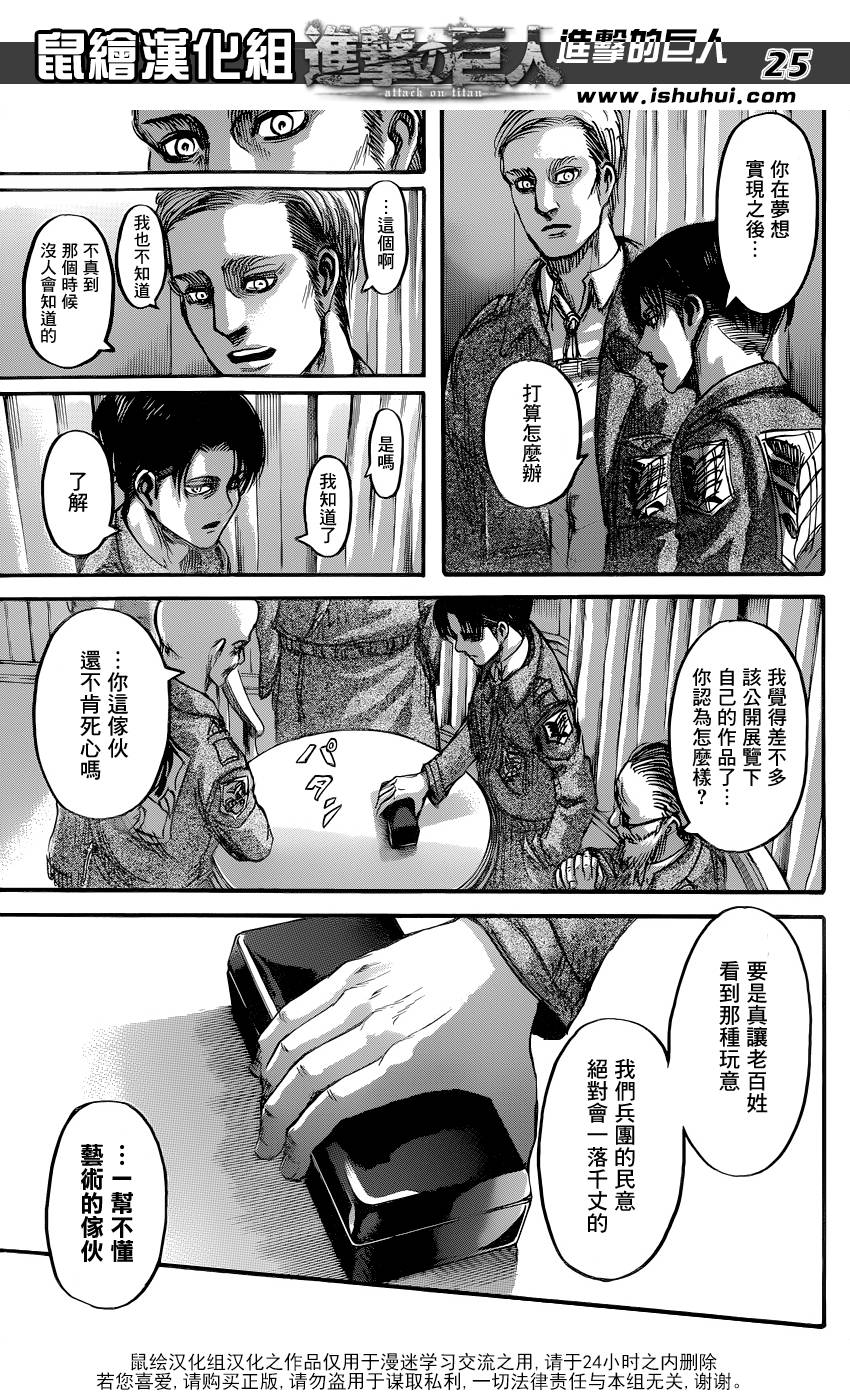 鼠繪漢化組
進撃の巨人
attack on titan
進擊的巨人
25
www.ishuhui.com
你在夢想
實現之後…
打算怎麼辦
…這個啊
我也不知道
不真到
那個時候
沒人會知道的
是嗎
我知道了
了解
我覺得差不多
該公開展覽下
自己的作品了…
你認為怎麼樣?
パタン
…你這傢伙
還不肯死心嗎
要是真讓老百姓
看到那種玩意
我們兵團的民意
絕對會一落千丈的
…一幫不懂
藝術的傢伙
鼠绘汉化组汉化之作品仅用于漫迷学习交流之用, 请于24小时之内删除
若您喜爱, 请购买正版, 请勿盗用于谋取私利, 一切法律责任与本组无关, 谢谢。